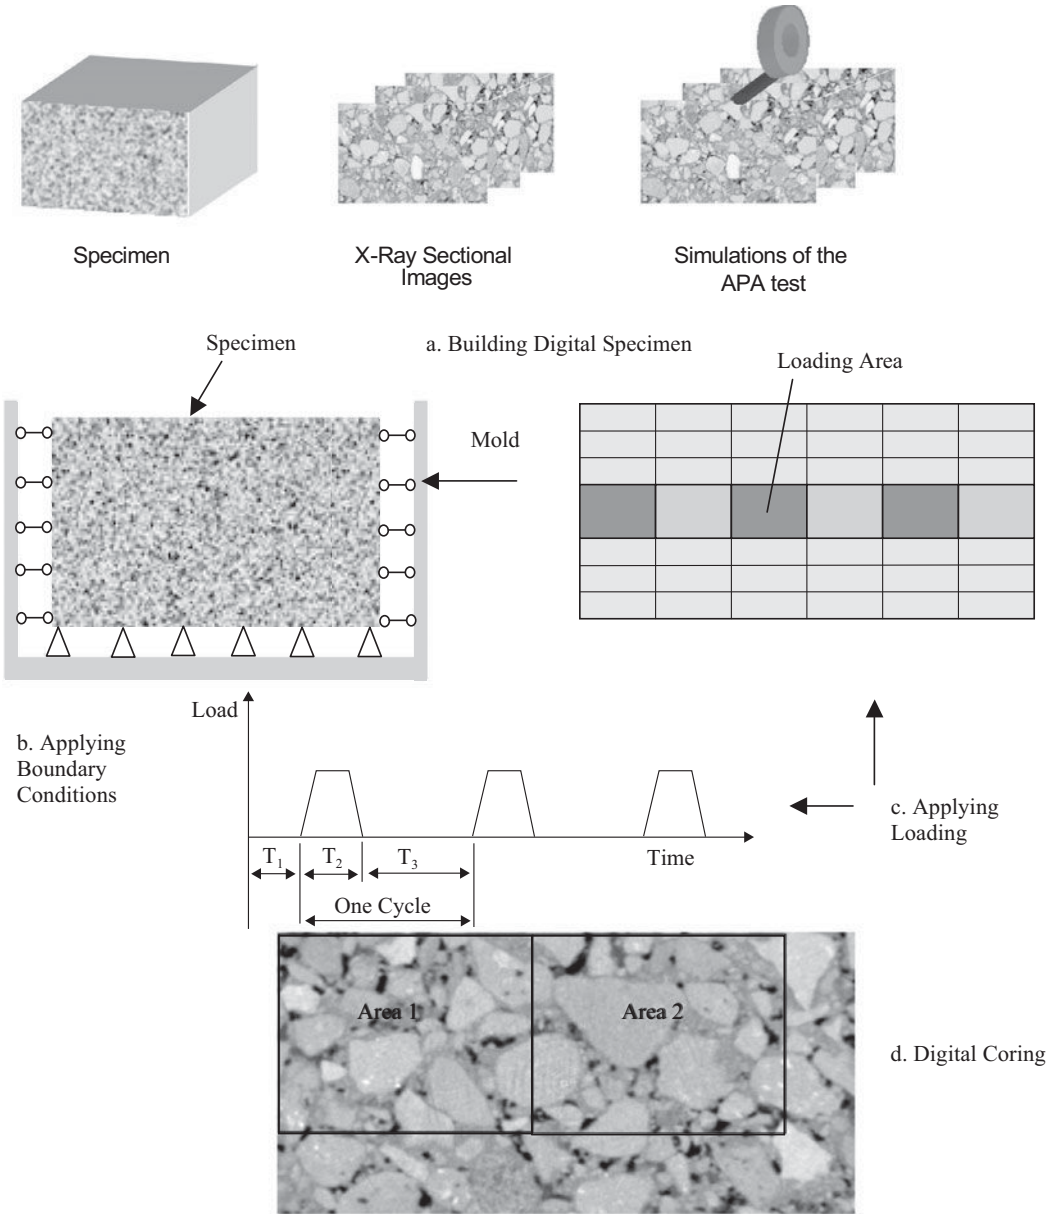 Specimen
X-Ray Sectional
Images
Simulations of the
APA test
Specimen
a. Building Digital Specimen
Loading Area
Mold
Load
b. Applying
Boundary
Conditions
c. Applying
Loading
T1
T2
T3
Time
One Cycle
Area 1
Area 2
d. Digital Coring